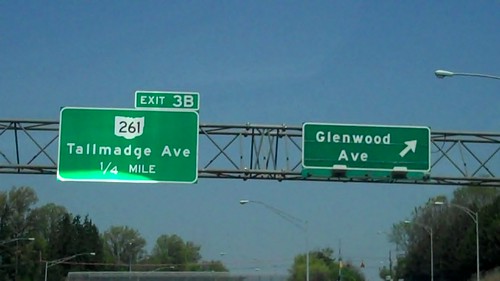 EXIT 3B
261
Tallmadge Ave
1/4 MILE
Glenwood
Ave